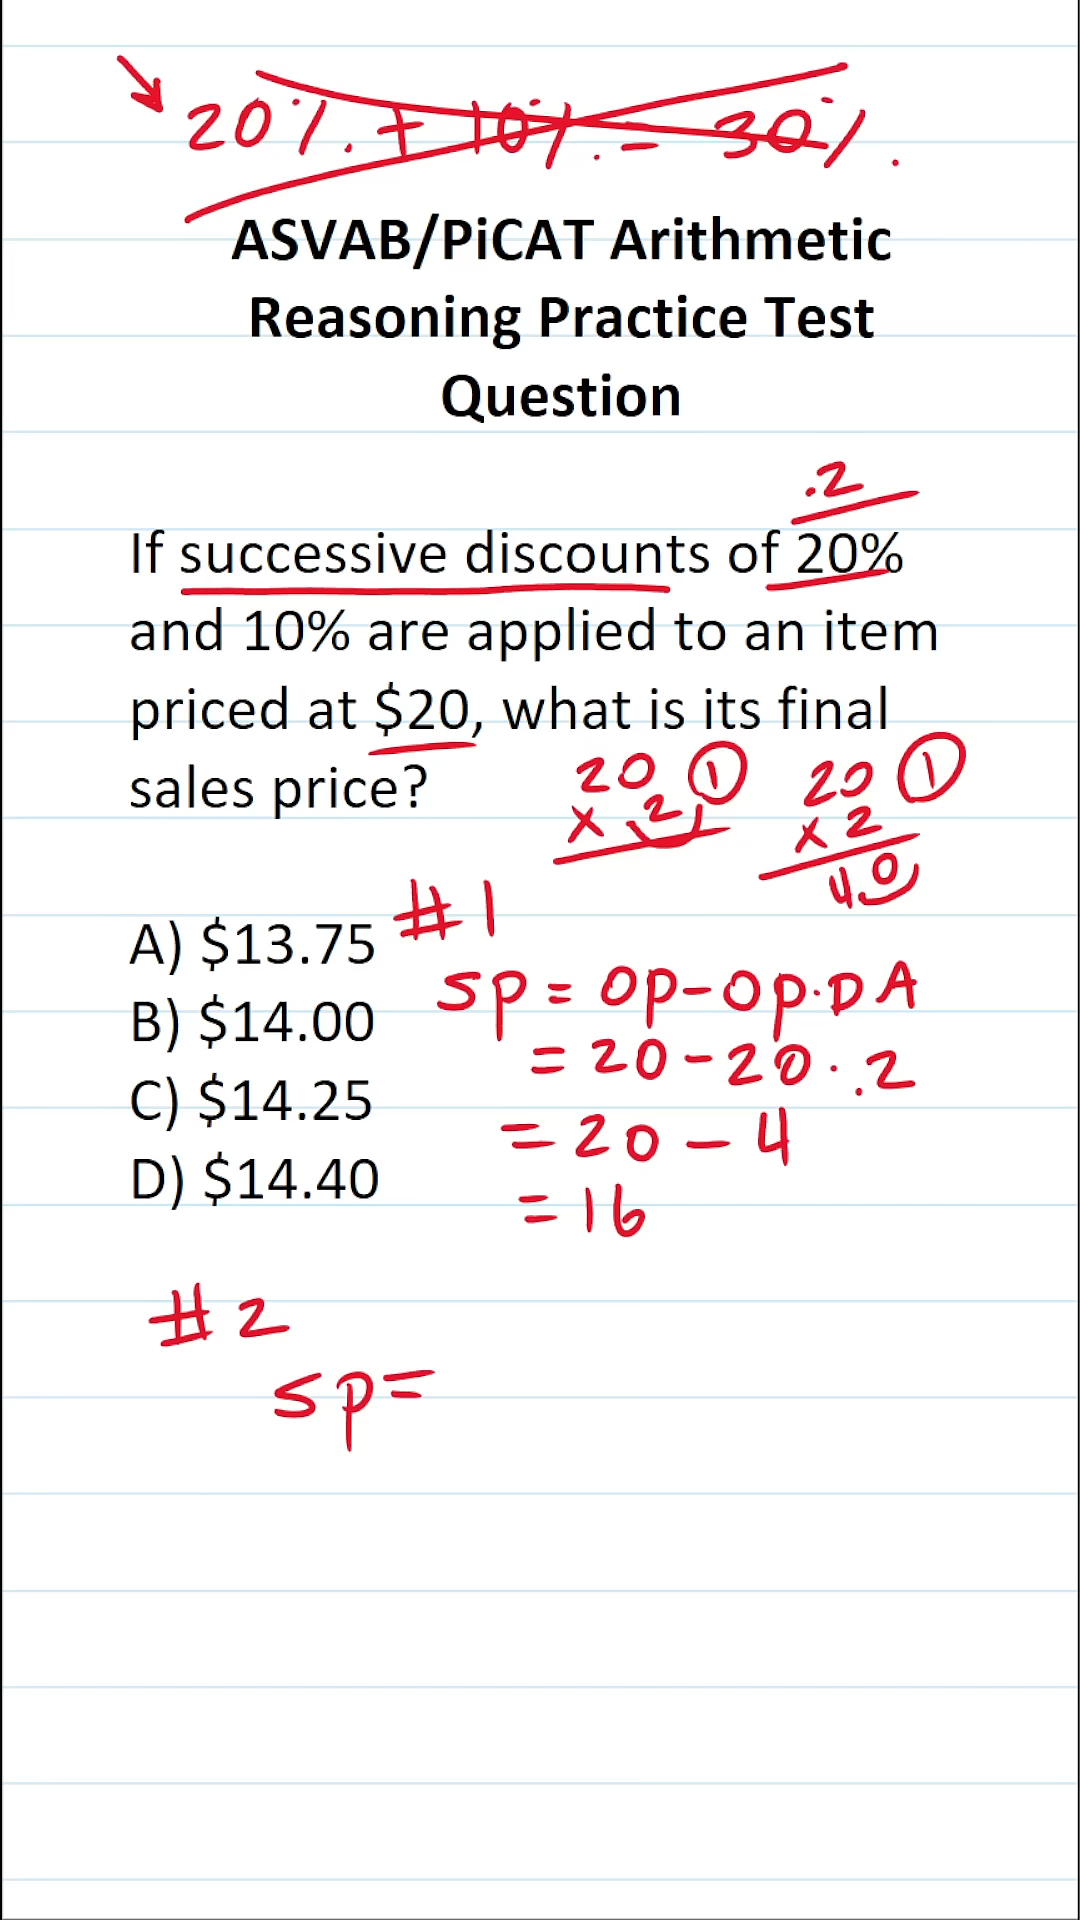 20% + 10% = 30%.
ASVAB/PiCAT Arithmetic
Reasoning Practice Test
Question
.2
If successive discounts of 20%
and 10% are applied to an item
priced at $20, what is its final
sales price?
20 1
x .2
20 1
x 2
40
#1
A) $13.75
B) $14.00
C) $14.25
D) $14.40
SP = OP-OP·DA
= 20-20·.2
= 20 - 4
= 16
#2
SP=